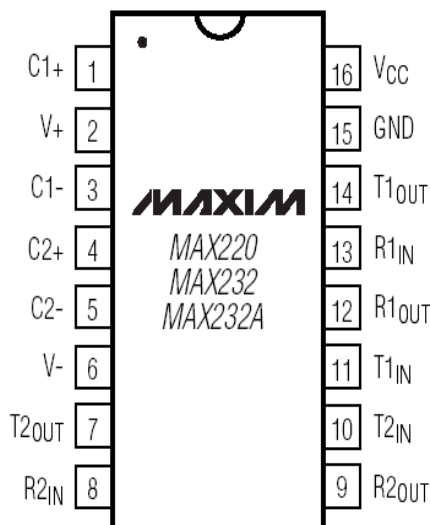 C1+ 1 16 VCC
V+ 2 15 GND
C1- 3 14 T1OUT
MAXIM
C2+ 4 MAX220 13 R1IN
MAX232
C2- 5 MAX232A 12 R1OUT
V- 6 11 T1IN
T2OUT 7 10 T2IN
R2IN 8 9 R2OUT